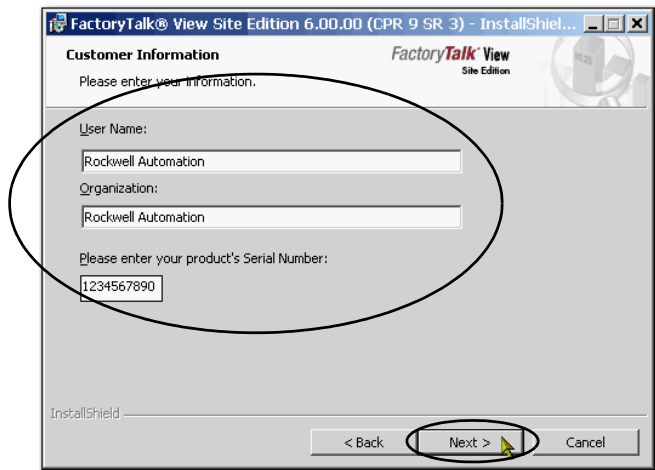 FactoryTalk® View Site Edition 6.00.00 (CPR 9 SR 3) - InstallShiel...
Customer Information
FactoryTalk® View
Site Edition
Please enter your information.
User Name:
Rockwell Automation
Organization:
Rockwell Automation
Please enter your product's Serial Number:
1234567890
InstallShield
< Back
Next >
Cancel